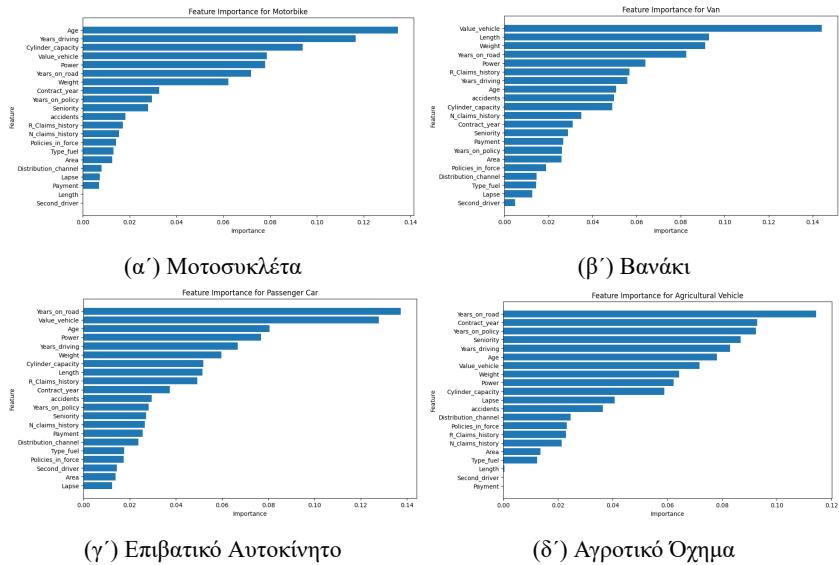 Feature Importance for Motorbike
Feature
Age
Years_driving
Cylinder_capacity
Value_vehicle
Power
Years_on_road
Weight
Contract_year
Years_on_policy
Seniority
accidents
R_Claims_history
N_claims_history
Policies_in_force
Type_fuel
Area
Distribution_channel
Lapse
Payment
Length
Second_driver
0.00 0.02 0.04 0.06 0.08 0.10 0.12 0.14
Importance
(α΄) Μοτοσυκλέτα
Feature Importance for Van
Feature
Value_vehicle
Length
Weight
Years_on_road
Power
R_Claims_history
Years_driving
Age
accidents
Cylinder_capacity
N_claims_history
Contract_year
Seniority
Payment
Years_on_policy
Area
Policies_in_force
Distribution_channel
Type_fuel
Lapse
Second_driver
0.00 0.02 0.04 0.06 0.08 0.10 0.12 0.14
Importance
(β΄) Βανάκι
Feature Importance for Passenger Car
Feature
Years_on_road
Value_vehicle
Age
Power
Years_driving
Weight
Cylinder_capacity
Length
R_Claims_history
Contract_year
accidents
Years_on_policy
Seniority
N_claims_history
Payment
Distribution_channel
Type_fuel
Policies_in_force
Second_driver
Area
Lapse
0.00 0.02 0.04 0.06 0.08 0.10 0.12 0.14
Importance
(γ΄) Επιβατικό Αυτοκίνητο
Feature Importance for Agricultural Vehicle
Feature
Years_on_road
Contract_year
Years_on_policy
Seniority
Years_driving
Age
Value_vehicle
Weight
Power
Cylinder_capacity
Lapse
accidents
Distribution_channel
Policies_in_force
R_Claims_history
N_claims_history
Area
Type_fuel
Length
Second_driver
Payment
0.00 0.02 0.04 0.06 0.08 0.10 0.12
Importance
(δ΄) Αγροτικό Όχημα